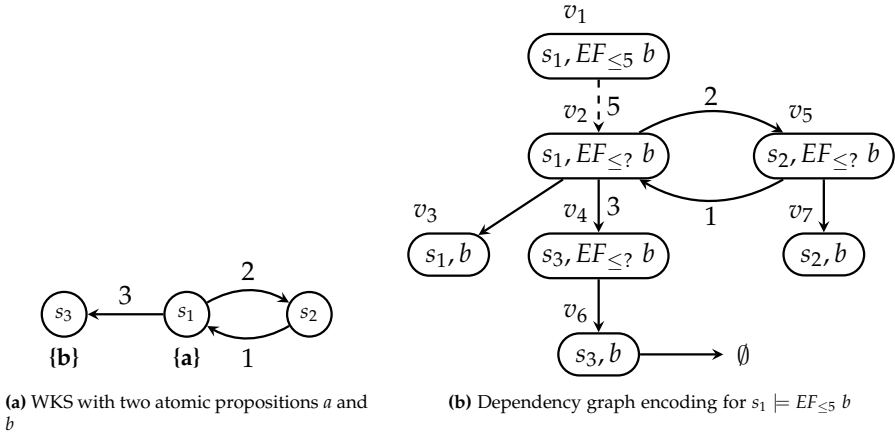 v₁
s₁, EF≤5 b
5
v₂
2
v₅
s₁, EF≤? b
s₂, EF≤? b
1
v₃
v₄
3
v₇
s₁, b
s₃, EF≤? b
s₂, b
v₆
s₃, b
∅
3
2
s₃
s₁
s₂
{b}
{a}
1
(a) WKS with two atomic propositions a and
b
(b) Dependency graph encoding for s₁ ⊨ EF≤5 b